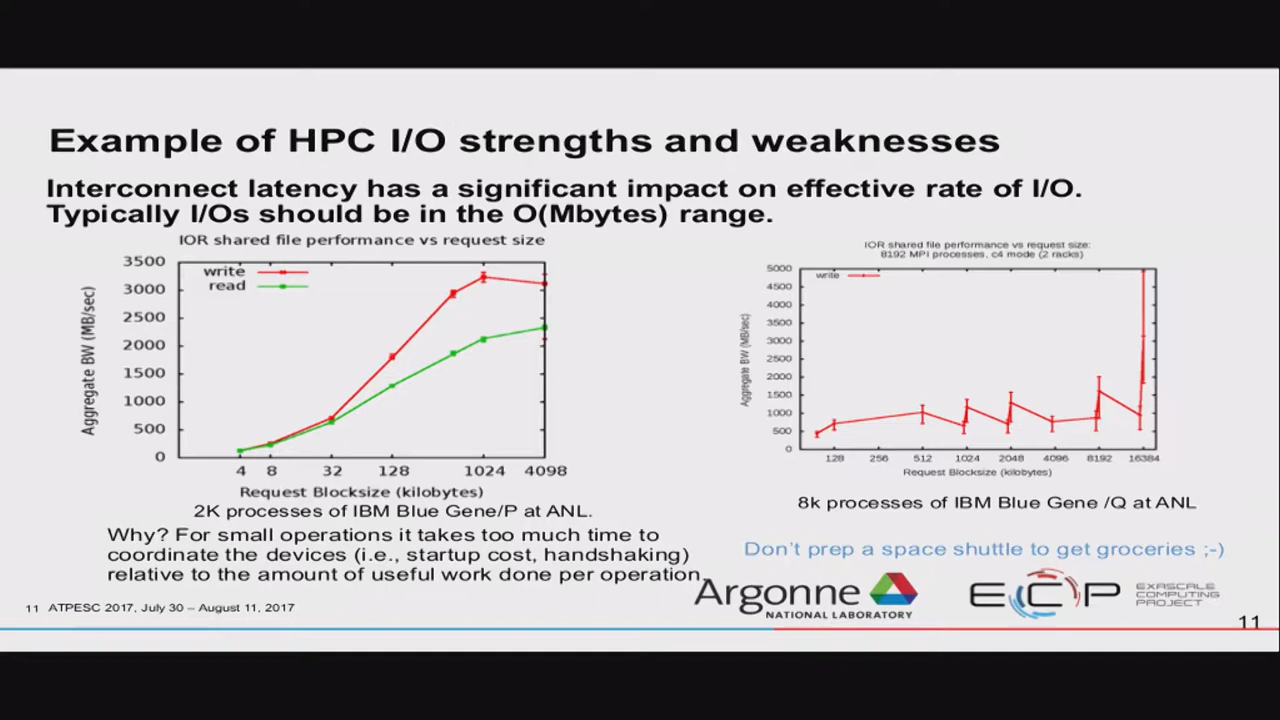 Example of HPC I/O strengths and weaknesses
Interconnect latency has a significant impact on effective rate of I/O.
Typically I/Os should be in the O(Mbytes) range.
IOR shared file performance vs request size
write
read
Aggregate BW (MB/sec)
3500
3000
2500
2000
1500
1000
500
0
4 8 32 128 1024 4098
Request Blocksize (kilobytes)
2K processes of IBM Blue Gene/P at ANL.
IOR shared file performance vs request size:
8192 MPI processes, c4 mode (2 racks)
write
Aggregate BW (MB/sec)
5000
4500
4000
3500
3000
2500
2000
1500
1000
500
0
128 256 512 1024 2048 4096 8192 16384
Request Blocksize (kilobytes)
8k processes of IBM Blue Gene /Q at ANL
Why? For small operations it takes too much time to
coordinate the devices (i.e., startup cost, handshaking)
relative to the amount of useful work done per operation.
Don't prep a space shuttle to get groceries ;-)
Argonne
NATIONAL LABORATORY
ECP
EXASCALE
COMPUTING
PROJECT
11 ATPESC 2017, July 30 – August 11, 2017
11